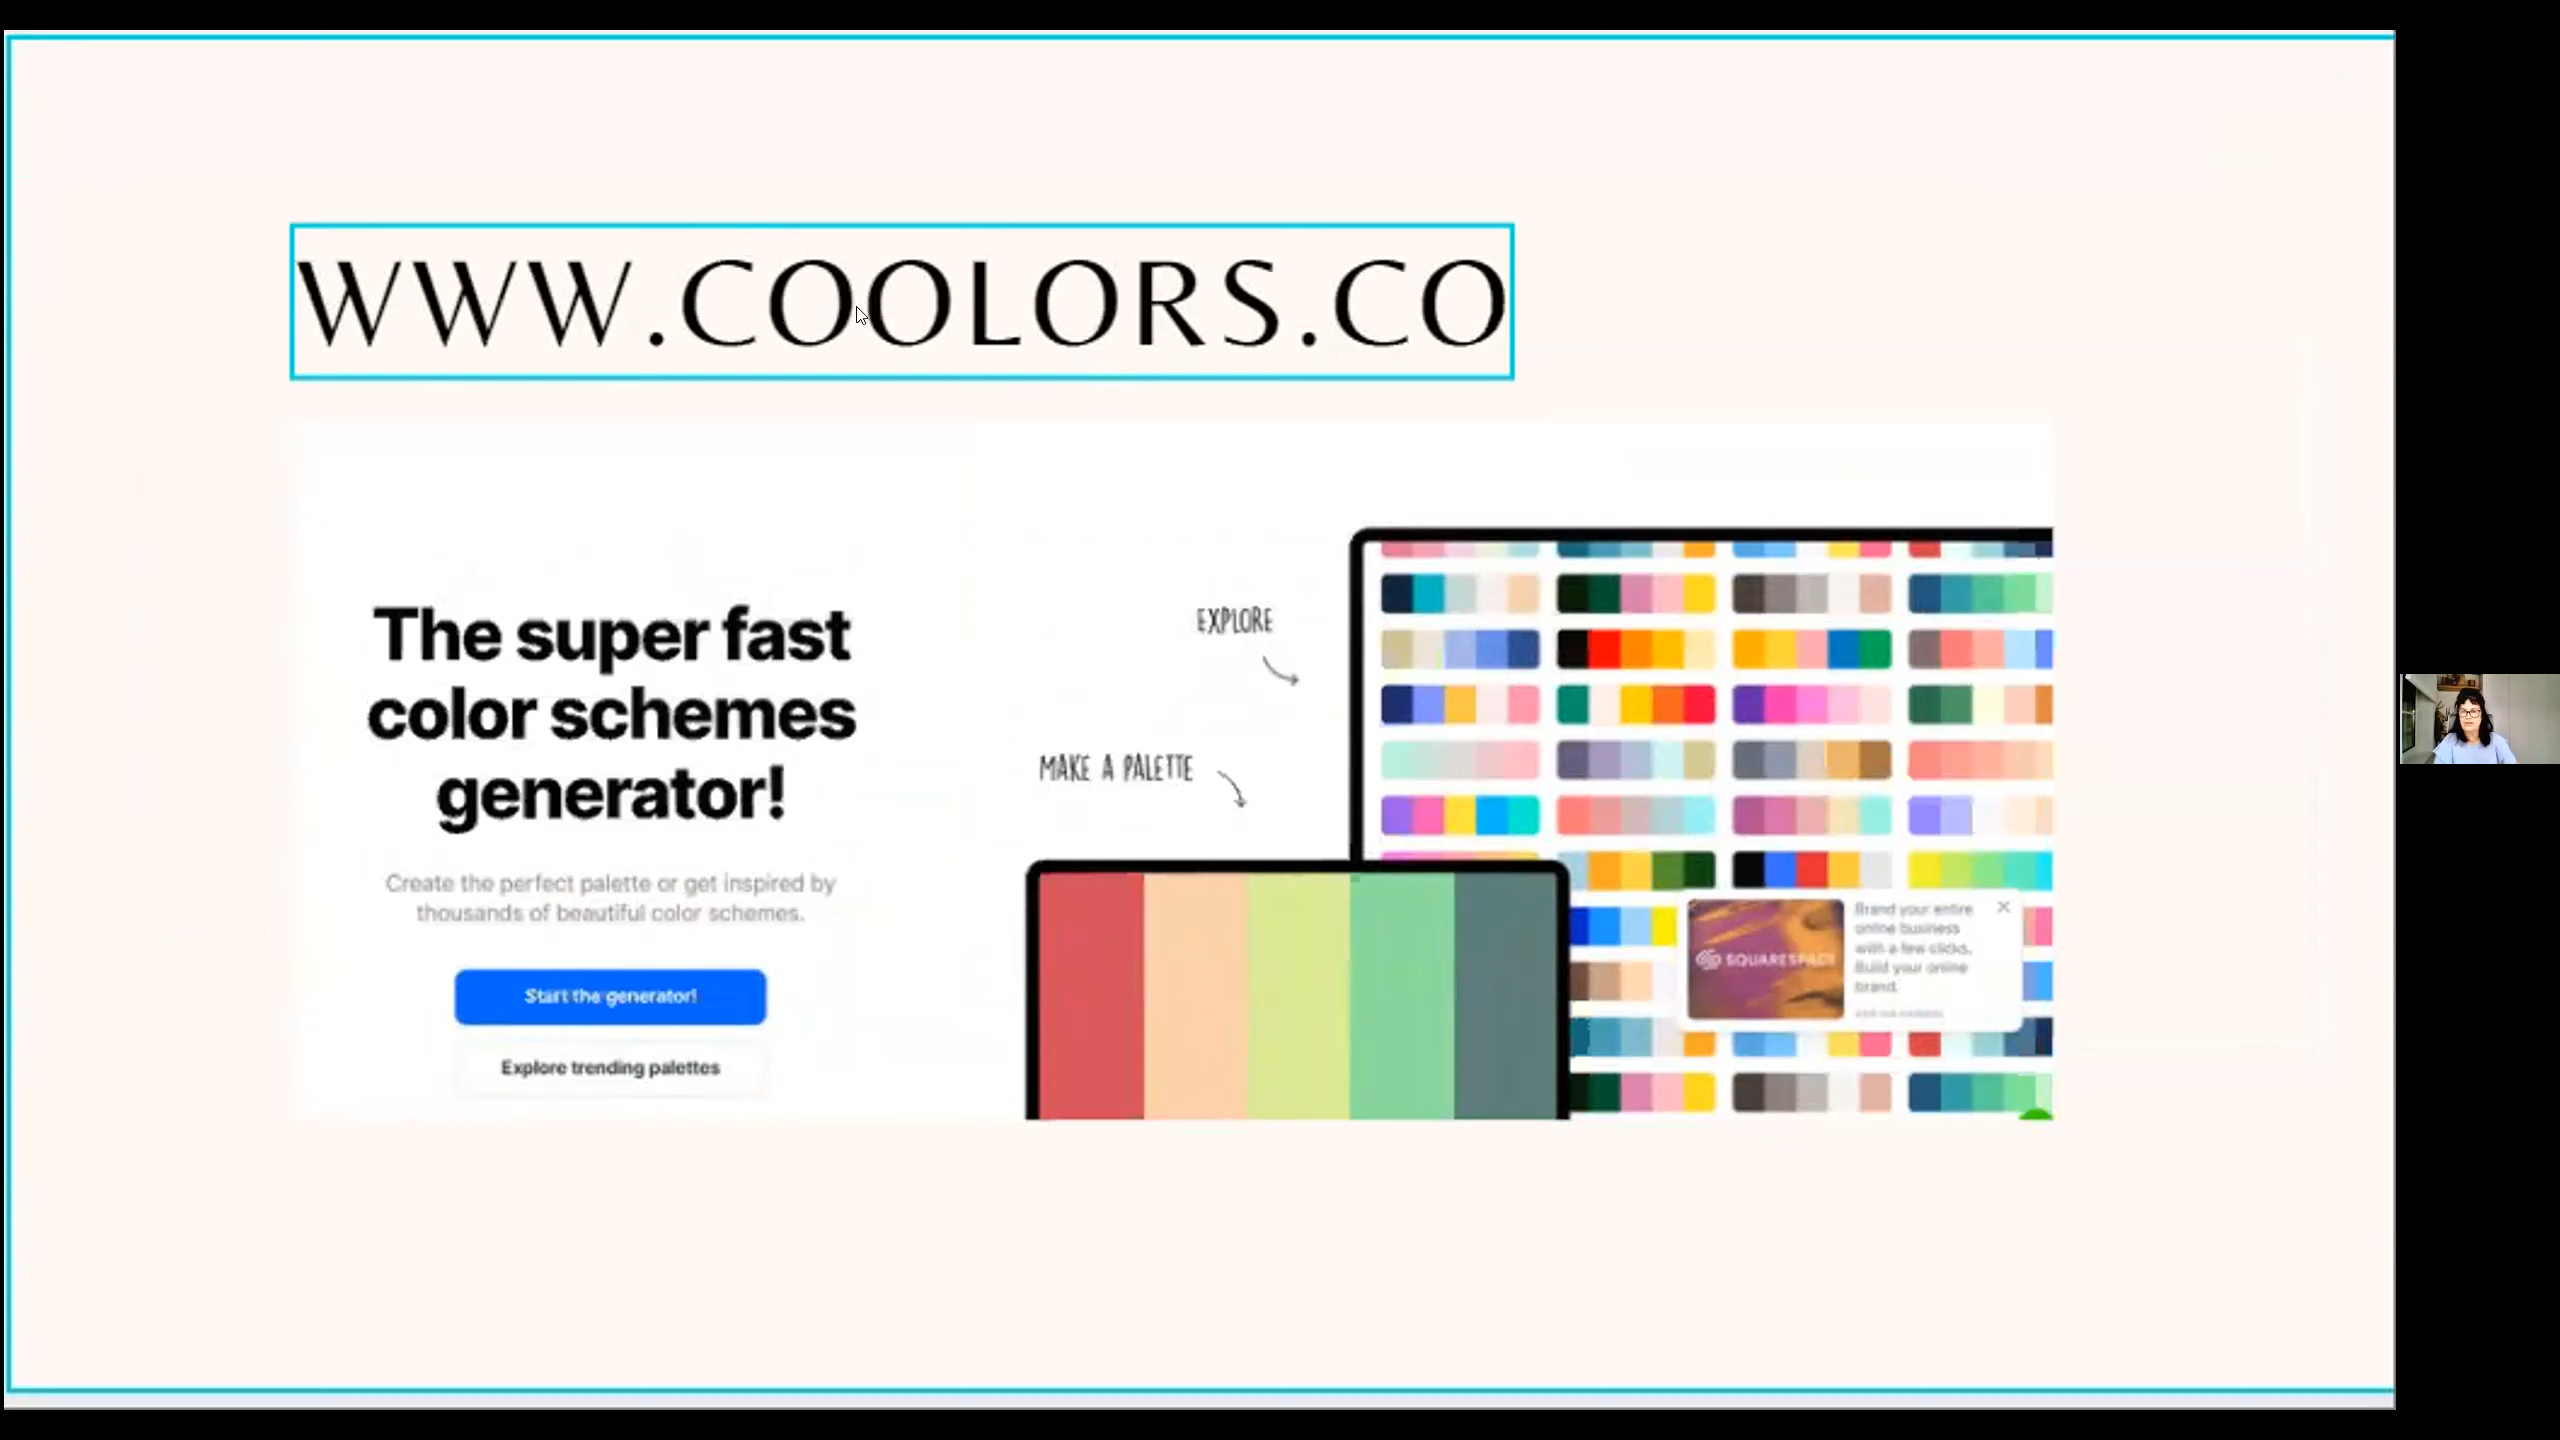 WWW.COOLORS.CO
The super fast
color schemes
generator!
Create the perfect palette or get inspired by
thousands of beautiful color schemes.
Start the generator!
Explore trending palettes
EXPLORE
MAKE A PALETTE
SQUARESPACE
Brand your entire
online business
with a few clicks.
Build your online
brand.